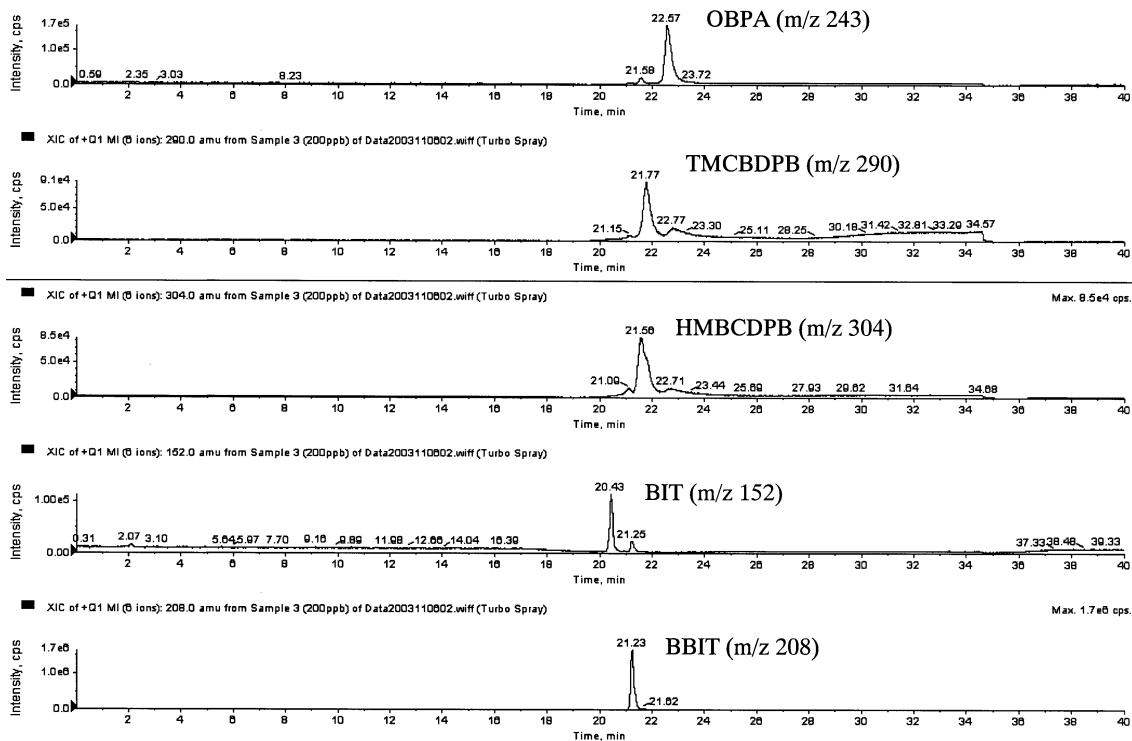 1.7e5
22.57
OBPA (m/z 243)
Intensity, cps
1.0e5
0.59 2.35 3.03 8.23 21.58 23.72
0.0
2 4 6 8 10 12 14 16 18 20 22 24 26 28 30 32 34 36 38 40
Time, min
XIC of +Q1 MI (6 ions): 290.0 amu from Sample 3 (200ppb) of Data2003110602.wiff (Turbo Spray)
TMCBDPB (m/z 290)
9.1e4
21.77
Intensity, cps
5.0e4
21.15 22.77 23.30 25.11 28.25 30.18 31.42 32.81 33.29 34.57
0.0
2 4 6 8 10 12 14 16 18 20 22 24 26 28 30 32 34 36 38 40
Time, min
XIC of +Q1 MI (6 ions): 304.0 amu from Sample 3 (200ppb) of Data2003110602.wiff (Turbo Spray) Max. 8.5e4 cps.
8.5e4
21.56
HMBCDPB (m/z 304)
Intensity, cps
5.0e4
21.09 22.71 23.44 25.69 27.93 29.62 31.64 34.68
0.0
2 4 6 8 10 12 14 16 18 20 22 24 26 28 30 32 34 36 38 40
Time, min
XIC of +Q1 MI (6 ions): 152.0 amu from Sample 3 (200ppb) of Data2003110602.wiff (Turbo Spray)
20.43
BIT (m/z 152)
Intensity, cps
1.00e5
0.31 2.07 3.10 5.64 5.97 7.70 9.16 9.89 11.98 12.66 14.04 16.39 21.25 37.33 38.48 39.33
0.00
2 4 6 8 10 12 14 16 18 20 22 24 26 28 30 32 34 36 38 40
Time, min
XIC of +Q1 MI (6 ions): 208.0 amu from Sample 3 (200ppb) of Data2003110602.wiff (Turbo Spray) Max. 1.7e6 cps.
1.7e6
21.23
BBIT (m/z 208)
Intensity, cps
1.0e6
21.62
0.0
2 4 6 8 10 12 14 16 18 20 22 24 26 28 30 32 34 36 38 40
Time, min